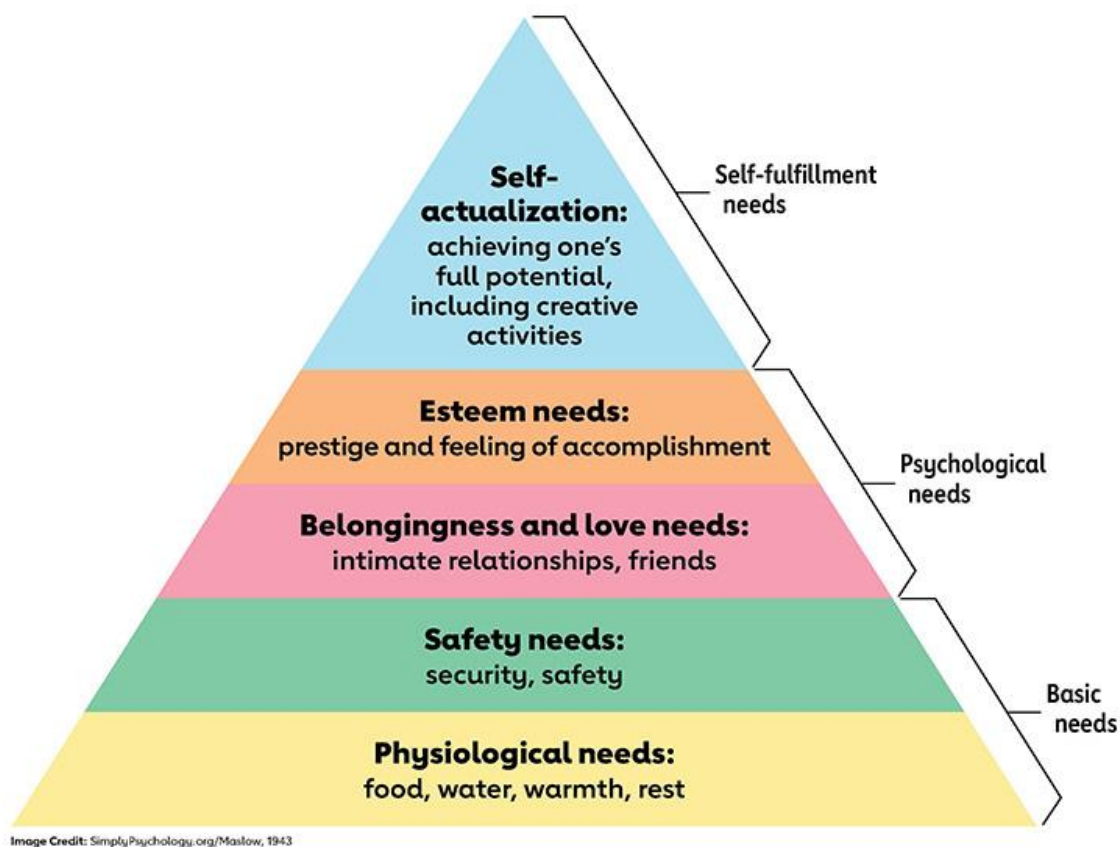 Self-
actualization:
achieving one's
full potential,
including creative
activities
Self-fulfillment
needs
Esteem needs:
prestige and feeling of accomplishment
Psychological
needs
Belongingness and love needs:
intimate relationships, friends
Safety needs:
security, safety
Basic
needs
Physiological needs:
food, water, warmth, rest
Image Credit: SimplyPsychology.org/Maslow, 1943